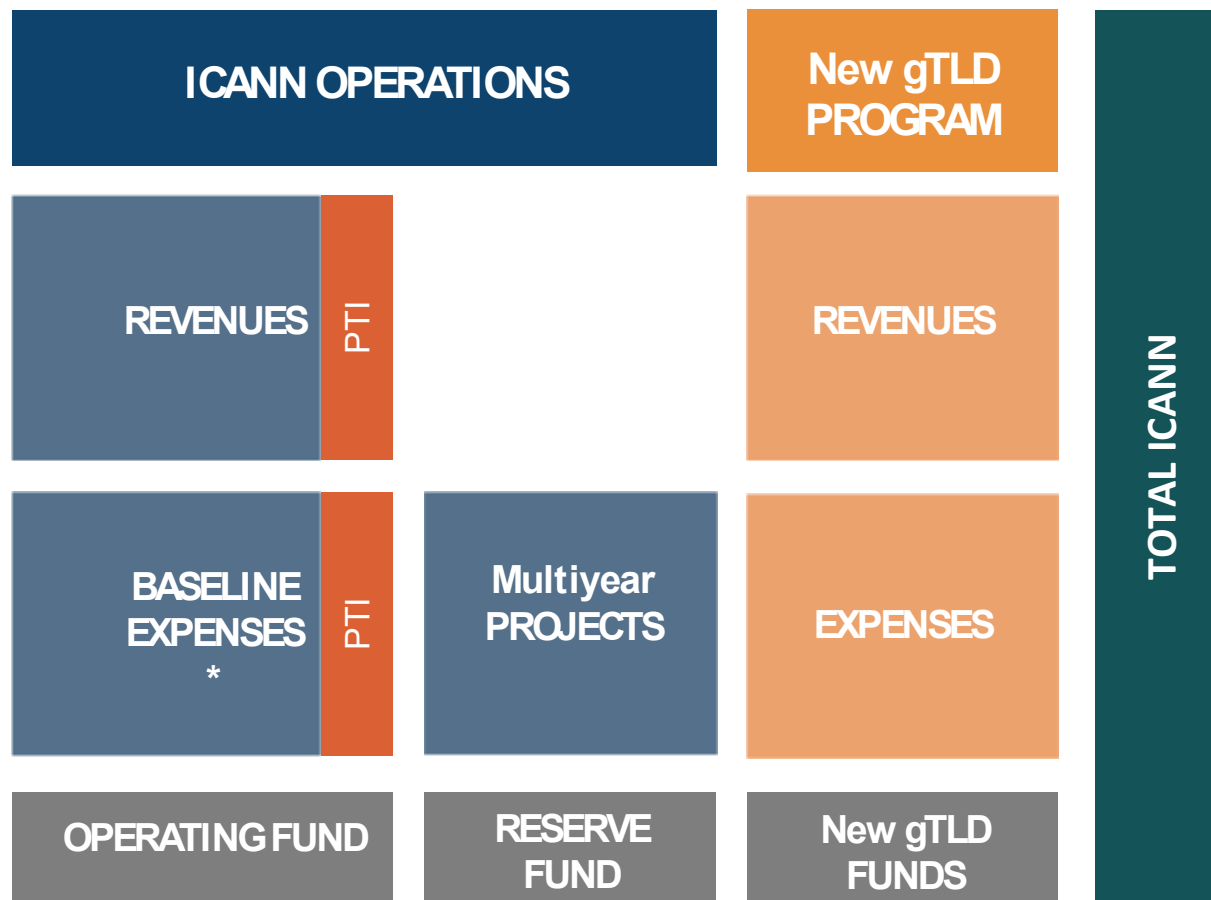 ICANN OPERATIONS
New gTLD
PROGRAM
REVENUES
PTI
REVENUES
BASELINE
EXPENSES
*
PTI
Multiyear
PROJECTS
EXPENSES
OPERATING FUND
RESERVE
FUND
New gTLD
FUNDS
TOTAL ICANN